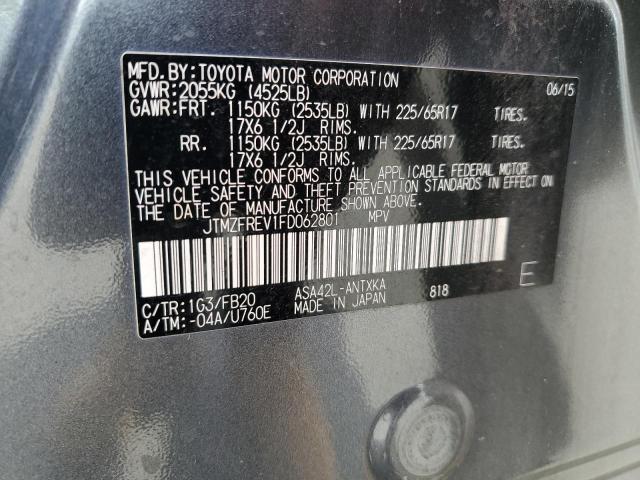 MFD.BY:TOYOTA MOTOR CORPORATION 06/15
GVWR:2055KG (4525LB)
GAWR:FRT. 1150KG (2535LB) WITH 225/65R17 TIRES.
17X6 1/2J RIMS.
RR. 1150KG (2535LB) WITH 225/65R17 TIRES.
17X6 1/2J RIMS.
THIS VEHICLE CONFORMS TO ALL APPLICABLE FEDERAL MOTOR
VEHICLE SAFETY AND THEFT PREVENTION STANDARDS IN EFFECT ON
THE DATE OF MANUFACTURE SHOWN ABOVE.
JTMZFREV1FD062801 MPV
E
C/TR:1G3/FB20 ASA42L-ANTXKA 818
A/TM:-04A/U760E MADE IN JAPAN